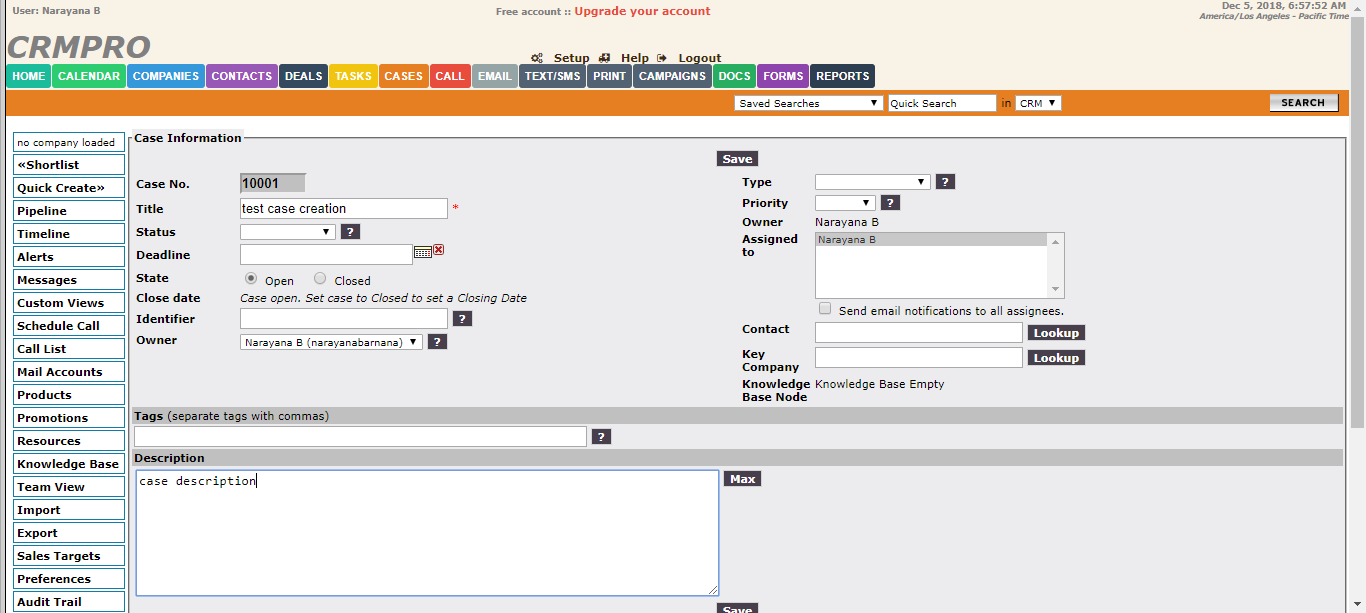 User: Narayana B
Free account :: Upgrade your account
Dec 5, 2018, 6:57:52 AM
America/Los Angeles - Pacific Time
CRMPRO
Setup Help Logout
HOME CALENDAR COMPANIES CONTACTS DEALS TASKS CASES CALL EMAIL TEXT/SMS PRINT CAMPAIGNS DOCS FORMS REPORTS
Saved Searches Quick Search in CRM SEARCH
no company loaded
«Shortlist
Quick Create»
Pipeline
Timeline
Alerts
Messages
Custom Views
Schedule Call
Call List
Mail Accounts
Products
Promotions
Resources
Knowledge Base
Team View
Import
Export
Sales Targets
Preferences
Audit Trail
Case Information
Save
Case No. 10001
Title test case creation *
Status ?
Deadline
State Open Closed
Close date Case open. Set case to Closed to set a Closing Date
Identifier ?
Owner Narayana B (narayanabarnana) ?
Type ?
Priority ?
Owner Narayana B
Assigned to Narayana B
Send email notifications to all assignees.
Contact Lookup
Key Company Lookup
Knowledge Base Node Knowledge Base Empty
Tags (separate tags with commas)
?
Description
case description
Max
Save